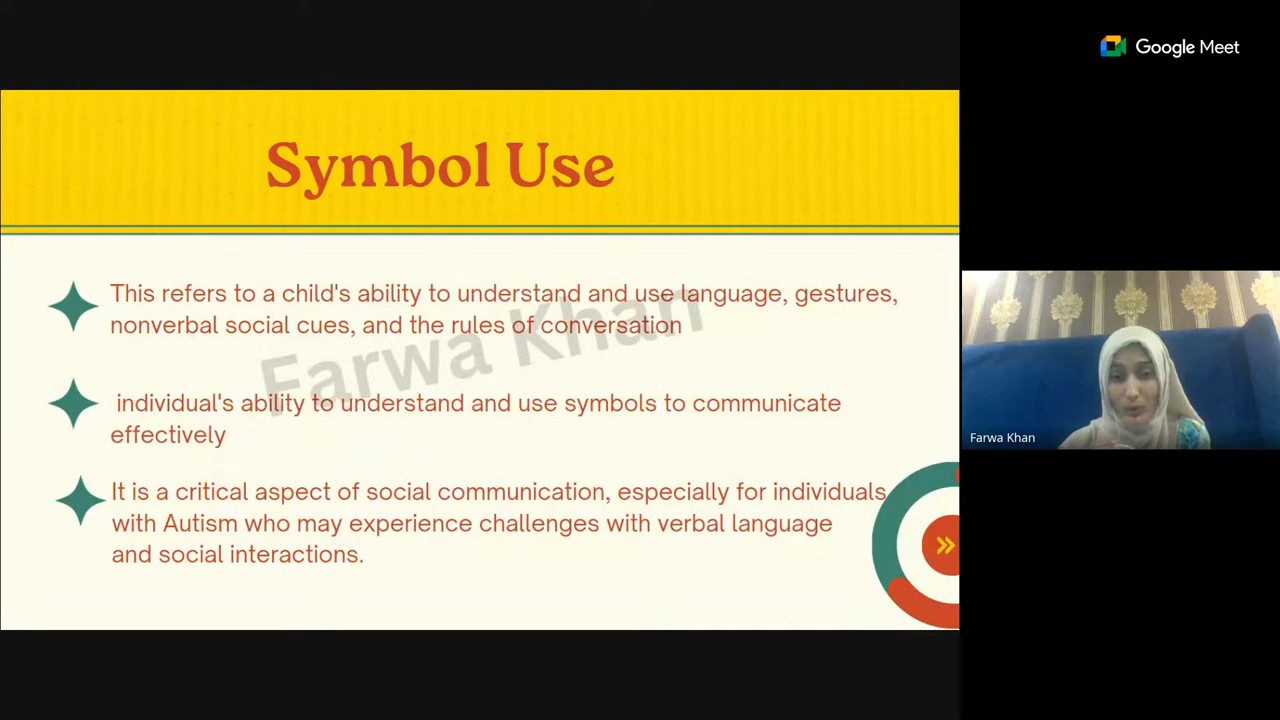 Google Meet
Symbol Use
This refers to a child's ability to understand and use language, gestures,
nonverbal social cues, and the rules of conversation
Farwa Khan
individual's ability to understand and use symbols to communicate
effectively
It is a critical aspect of social communication, especially for individuals
with Autism who may experience challenges with verbal language
and social interactions.
Farwa Khan